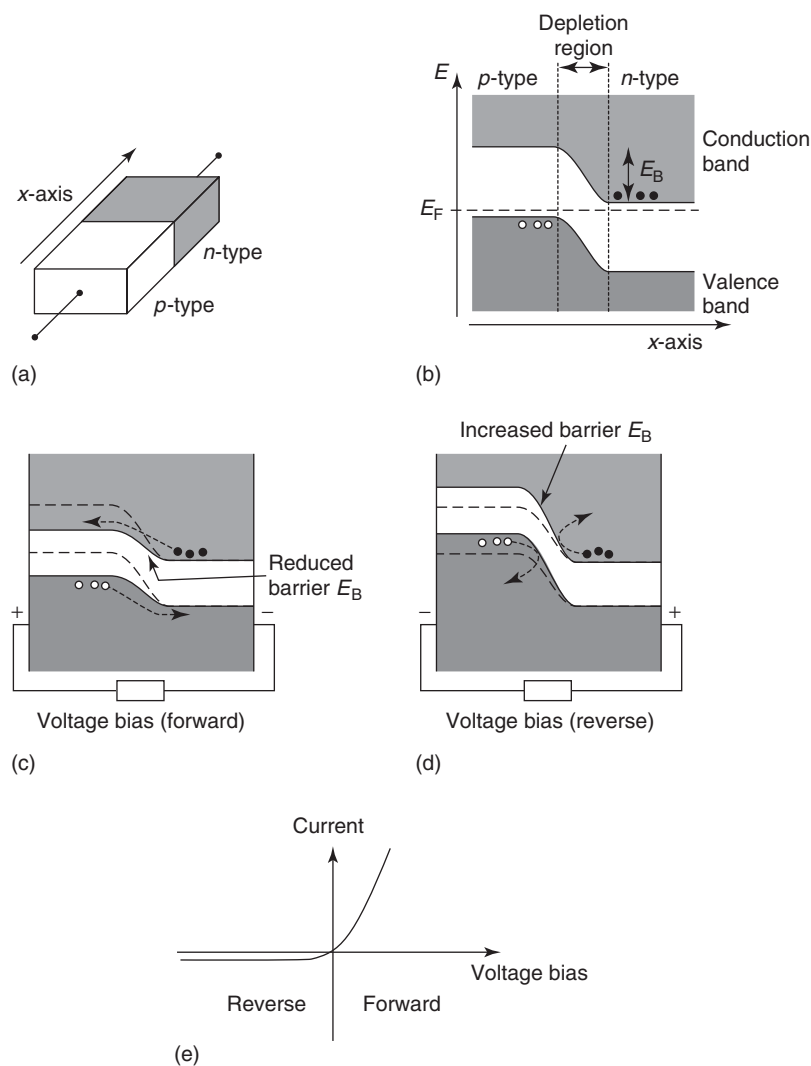 x-axis
n-type
p-type
(a)
Depletion
region
E
p-type
n-type
Conduction
band
E_B
E_F
Valence
band
x-axis
(b)
Reduced
barrier E_B
+
−
Voltage bias (forward)
(c)
Increased barrier E_B
−
+
Voltage bias (reverse)
(d)
Current
Voltage bias
Reverse
Forward
(e)